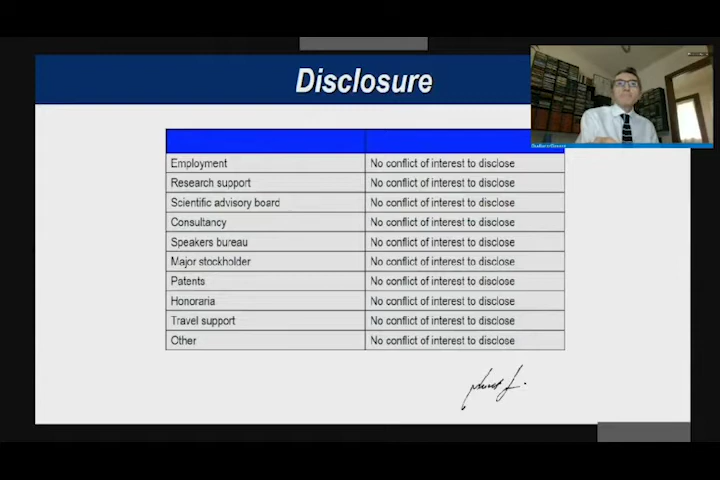 Disclosure
Employment No conflict of interest to disclose
Research support No conflict of interest to disclose
Scientific advisory board No conflict of interest to disclose
Consultancy No conflict of interest to disclose
Speakers bureau No conflict of interest to disclose
Major stockholder No conflict of interest to disclose
Patents No conflict of interest to disclose
Honoraria No conflict of interest to disclose
Travel support No conflict of interest to disclose
Other No conflict of interest to disclose